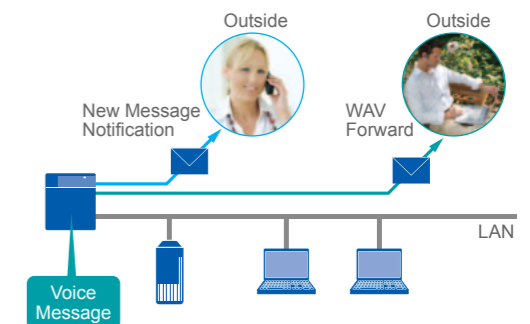 Outside
Outside
New Message
Notification
WAV
Forward
LAN
Voice
Message